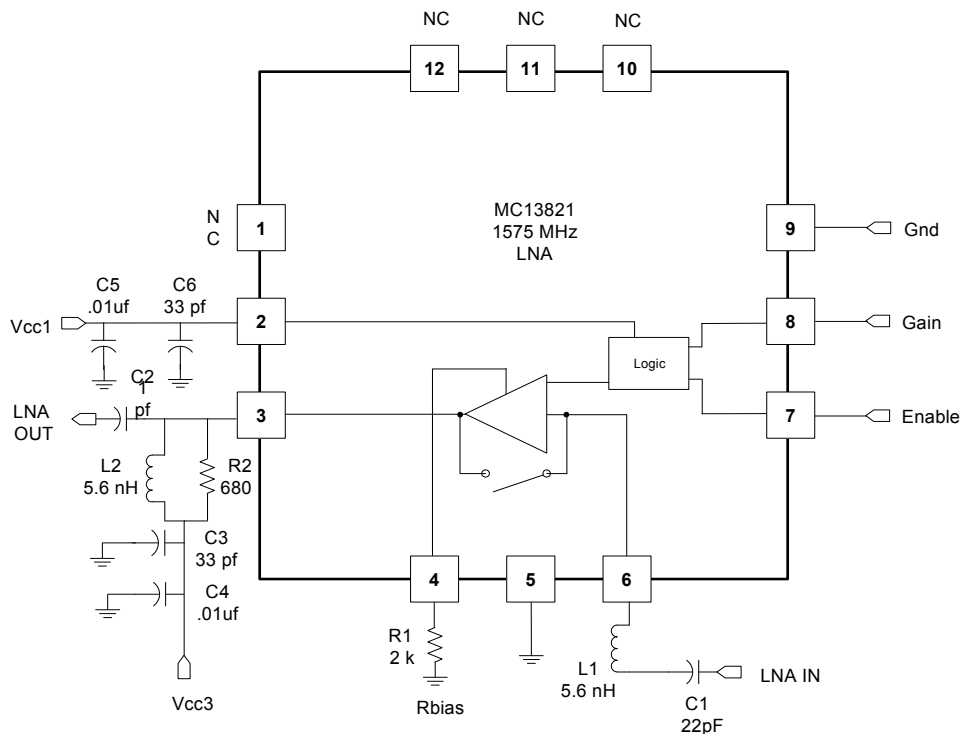 NC
NC
NC
12
11
10
N
C
1
MC13821
1575 MHz
LNA
9
Gnd
C5
.01uf
C6
33 pf
Vcc1
2
8
Gain
Logic
C2
1
pf
LNA
OUT
3
7
Enable
L2
5.6 nH
R2
680
C3
33 pf
C4
.01uf
4
5
6
R1
2 k
L1
5.6 nH
LNA IN
C1
22pF
Vcc3
Rbias